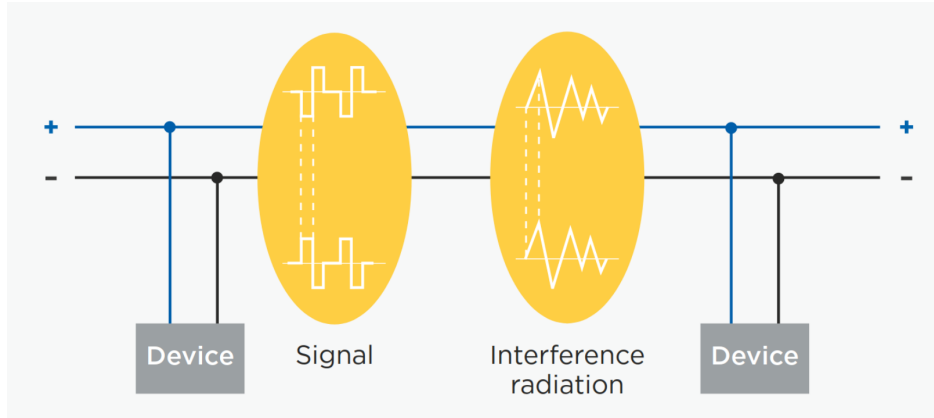 + +
- -
Device Signal Interference Device
radiation